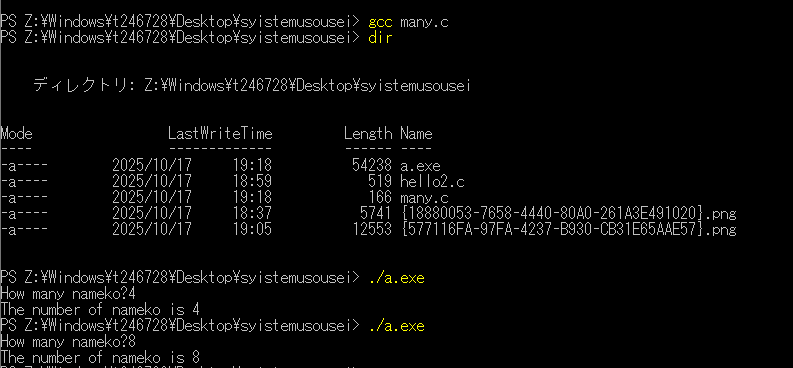 PS Z:¥Windows¥t246728¥Desktop¥syistemusousei> gcc many.c
PS Z:¥Windows¥t246728¥Desktop¥syistemusousei> dir
ディレクトリ: Z:¥Windows¥t246728¥Desktop¥syistemusousei
Mode LastWriteTime Length Name
---- ------------- ------ ----
-a---- 2025/10/17 19:18 54238 a.exe
-a---- 2025/10/17 18:59 519 hello2.c
-a---- 2025/10/17 19:18 166 many.c
-a---- 2025/10/17 18:37 5741 {18880053-7658-4440-80A0-261A3E491020}.png
-a---- 2025/10/17 19:05 12553 {577116FA-97FA-4237-B930-CB31E65AAE57}.png
PS Z:¥Windows¥t246728¥Desktop¥syistemusousei> ./a.exe
How many nameko?4
The number of nameko is 4
PS Z:¥Windows¥t246728¥Desktop¥syistemusousei> ./a.exe
How many nameko?8
The number of nameko is 8